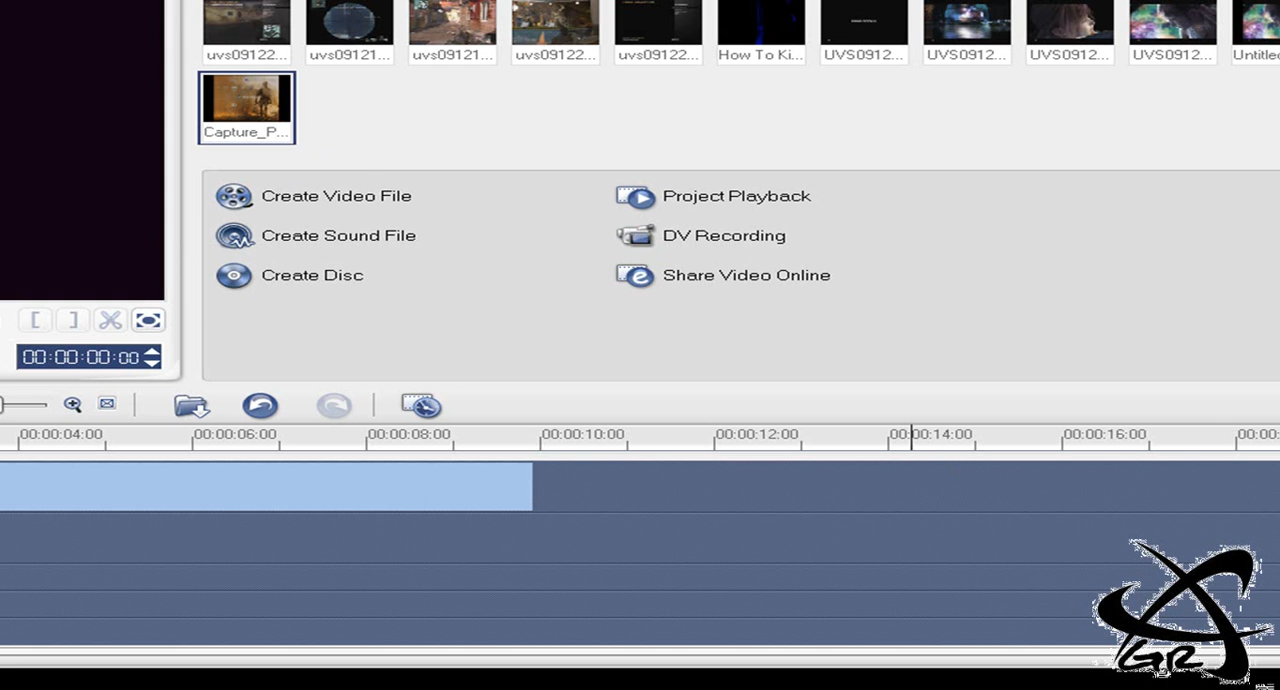 uvs09122... uvs09121... uvs09121... uvs09122... uvs09122... How To Ki... UVS0912... UVS0912... UVS0912... UVS0912... Untitle
Capture_P...
Create Video File Project Playback
Create Sound File DV Recording
Create Disc Share Video Online
[ ]
00:00:00:00
00:00:04:00 00:00:06:00 00:00:08:00 00:00:10:00 00:00:12:00 00:00:14:00 00:00:16:00 00:00:
GR